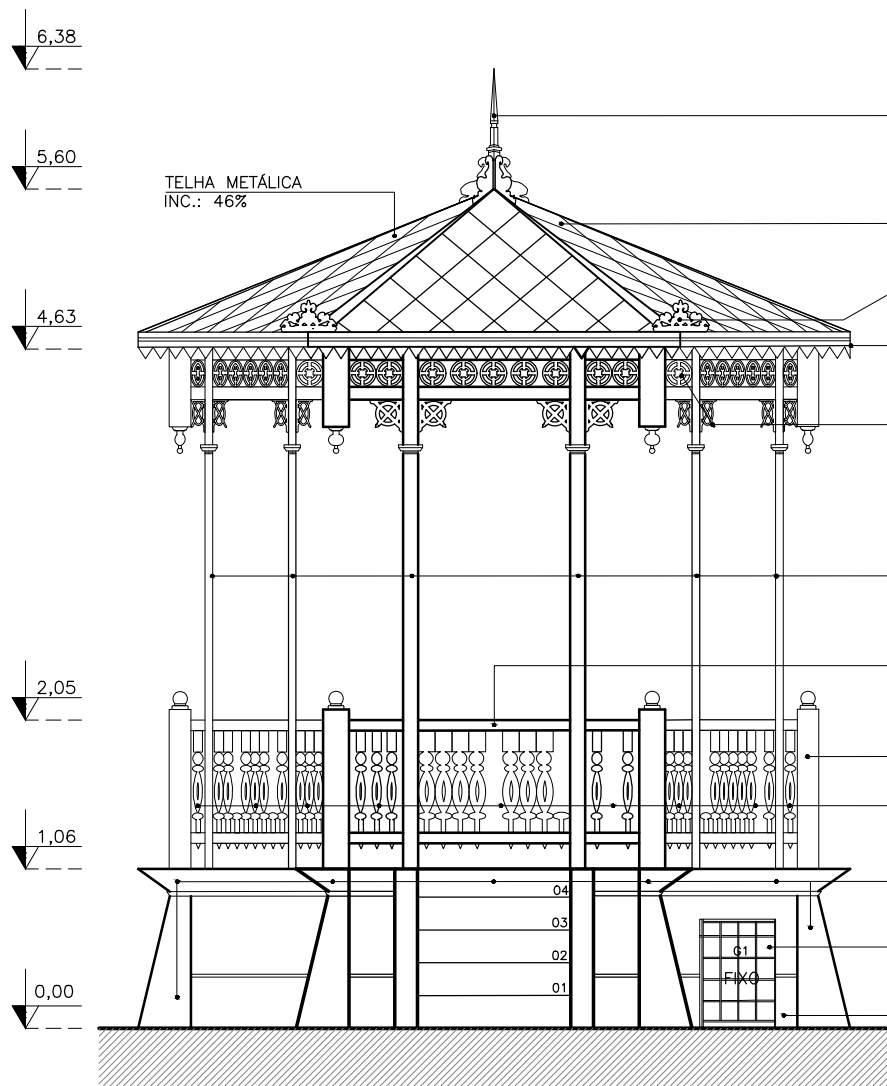 6,38
5,60
TELHA METÁLICA
INC.: 46%
4,63
2,05
1,06
04
03
02
01
G1
FIXO
0,00